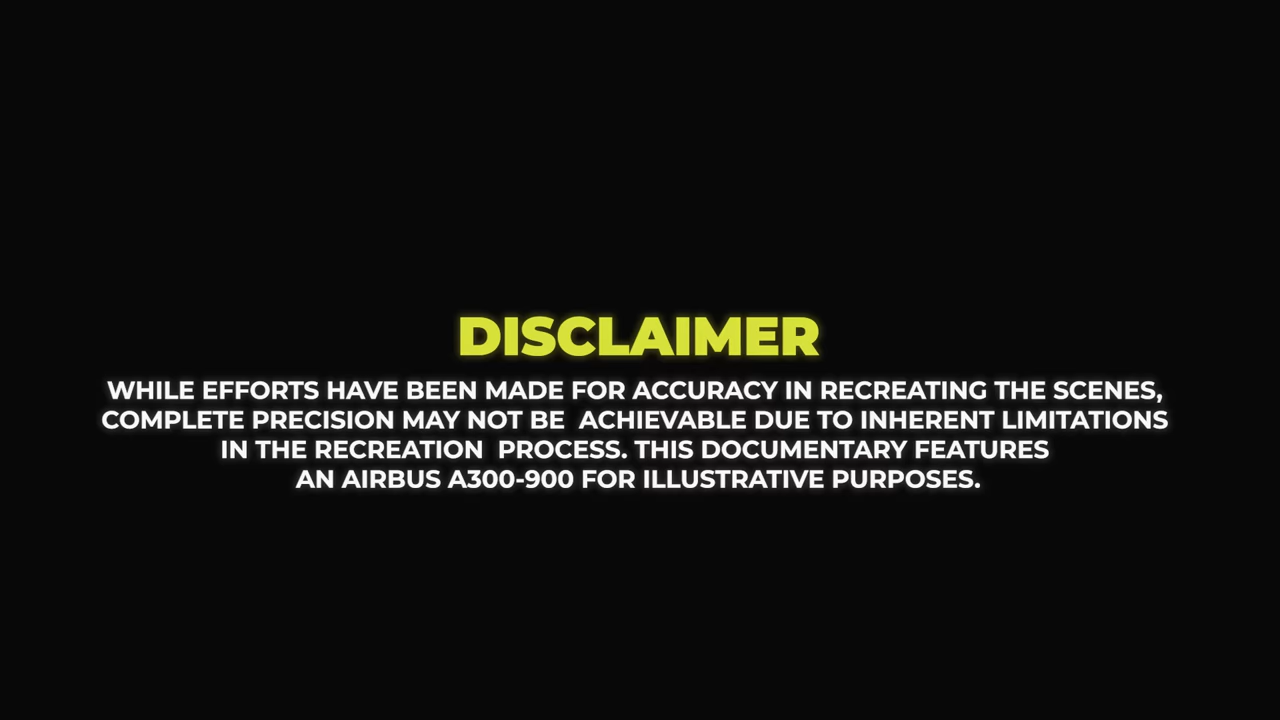 DISCLAIMER
WHILE EFFORTS HAVE BEEN MADE FOR ACCURACY IN RECREATING THE SCENES,
COMPLETE PRECISION MAY NOT BE  ACHIEVABLE DUE TO INHERENT LIMITATIONS
IN THE RECREATION  PROCESS. THIS DOCUMENTARY FEATURES
AN AIRBUS A300-900 FOR ILLUSTRATIVE PURPOSES.